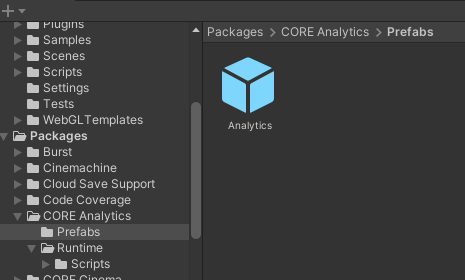 Plugins
Samples
Scenes
Scripts
Settings
Tests
WebGLTemplates
Packages
Burst
Cinemachine
Cloud Save Support
Code Coverage
CORE Analytics
Prefabs
Runtime
Scripts
CORE Cinema
Packages > CORE Analytics > Prefabs
Analytics